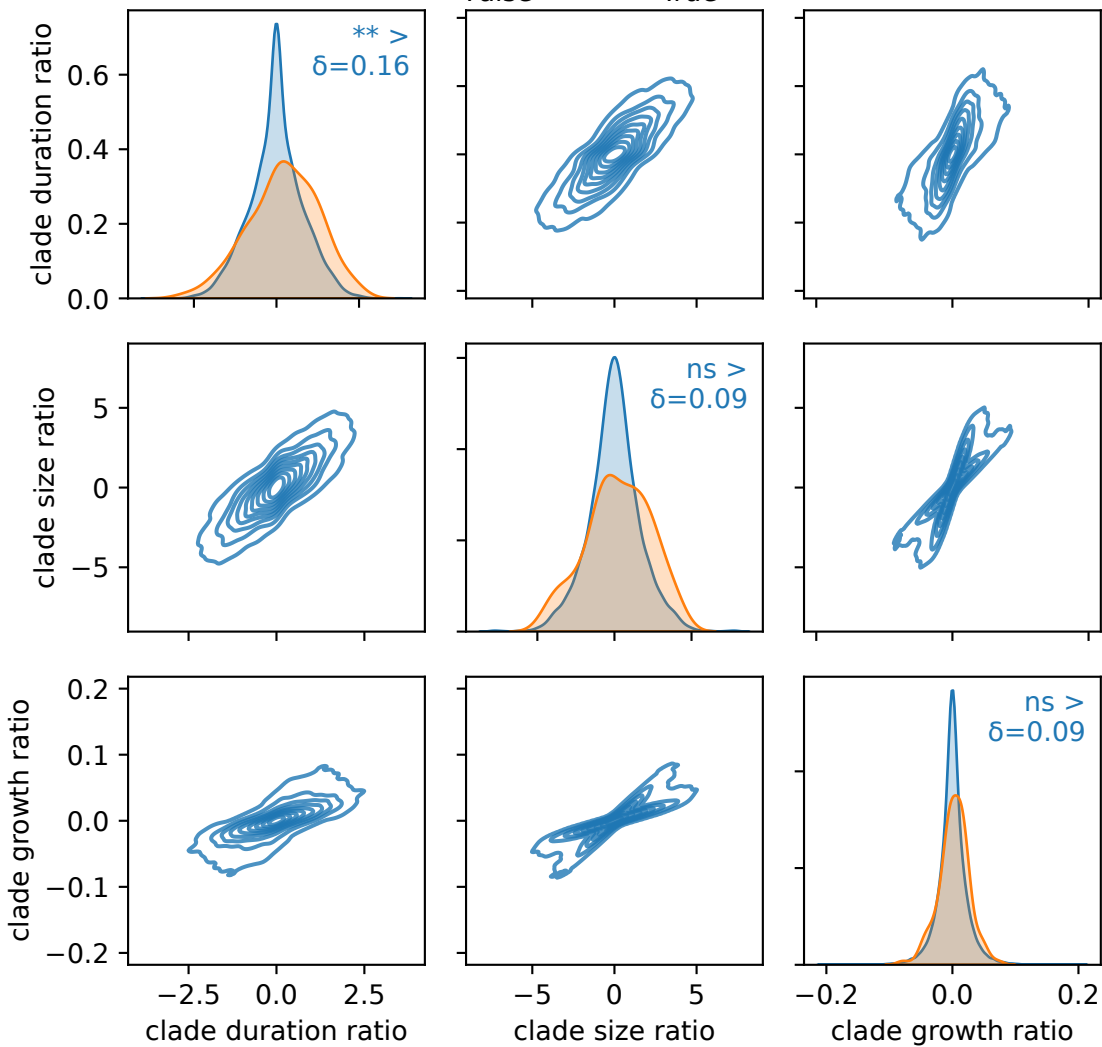 clade duration ratio
0.6
0.4
0.2
0.0
** >
δ=0.16
clade size ratio
5
0
−5
ns >
δ=0.09
clade growth ratio
0.2
0.1
0.0
−0.1
−0.2
ns >
δ=0.09
−2.5 0.0 2.5
−5 0 5
−0.2 0.0 0.2
clade duration ratio
clade size ratio
clade growth ratio